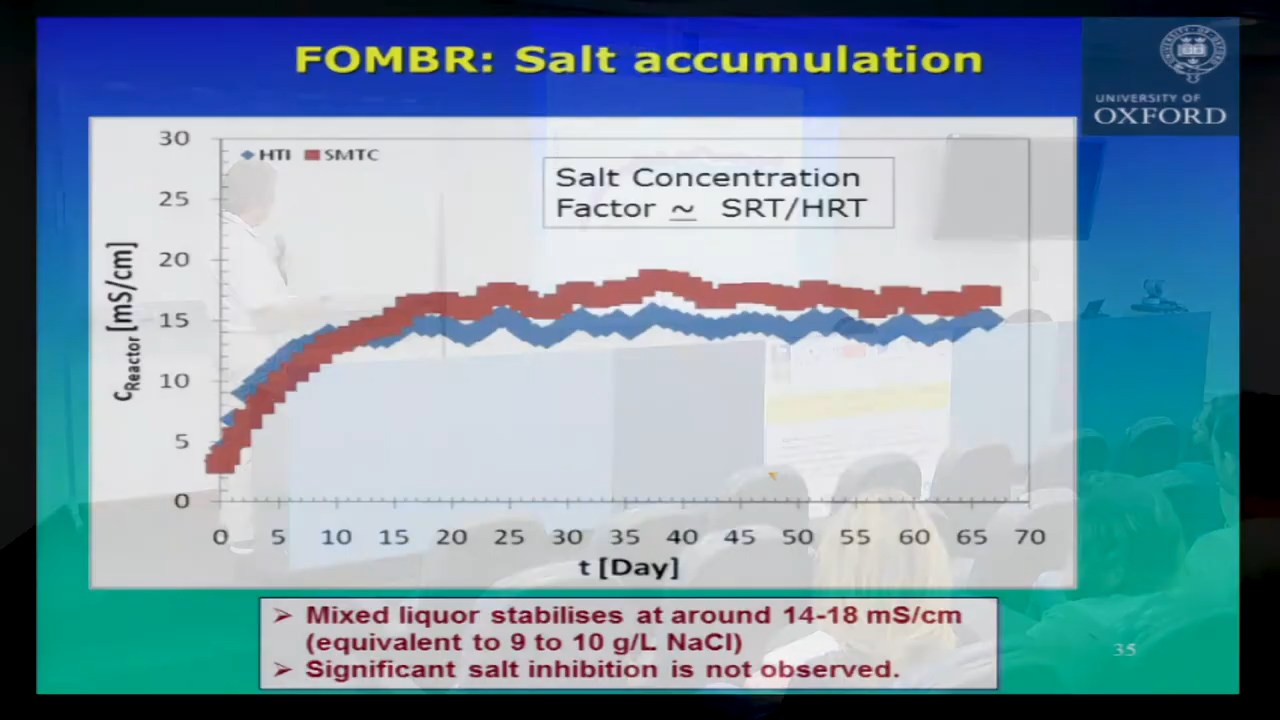 FOMBR: Salt accumulation
UNIVERSITY OF
OXFORD
30
25
20
15
10
5
0
HTI SMTC
Salt Concentration
Factor ~ SRT/HRT
cReactor [mS/cm]
0 5 10 15 20 25 30 35 40 45 50 55 60 65 70
t [Day]
➢ Mixed liquor stabilises at around 14-18 mS/cm
(equivalent to 9 to 10 g/L NaCl)
➢ Significant salt inhibition is not observed.
35